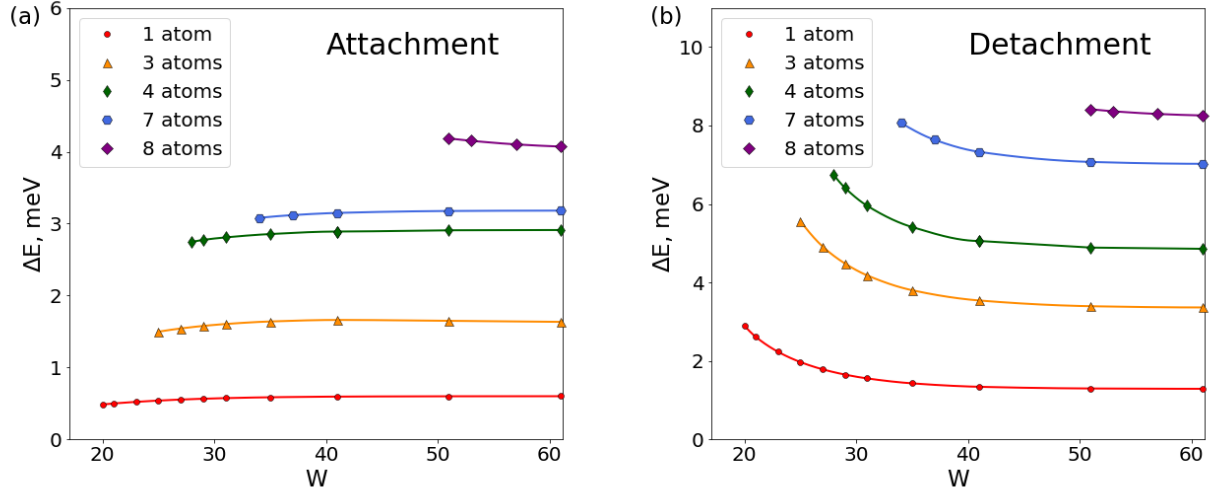 (a)
Attachment
1 atom
3 atoms
4 atoms
7 atoms
8 atoms
ΔE, meV
6
5
4
3
2
1
0
20 30 40 50 60
W
(b)
Detachment
1 atom
3 atoms
4 atoms
7 atoms
8 atoms
ΔE, meV
10
8
6
4
2
0
20 30 40 50 60
W